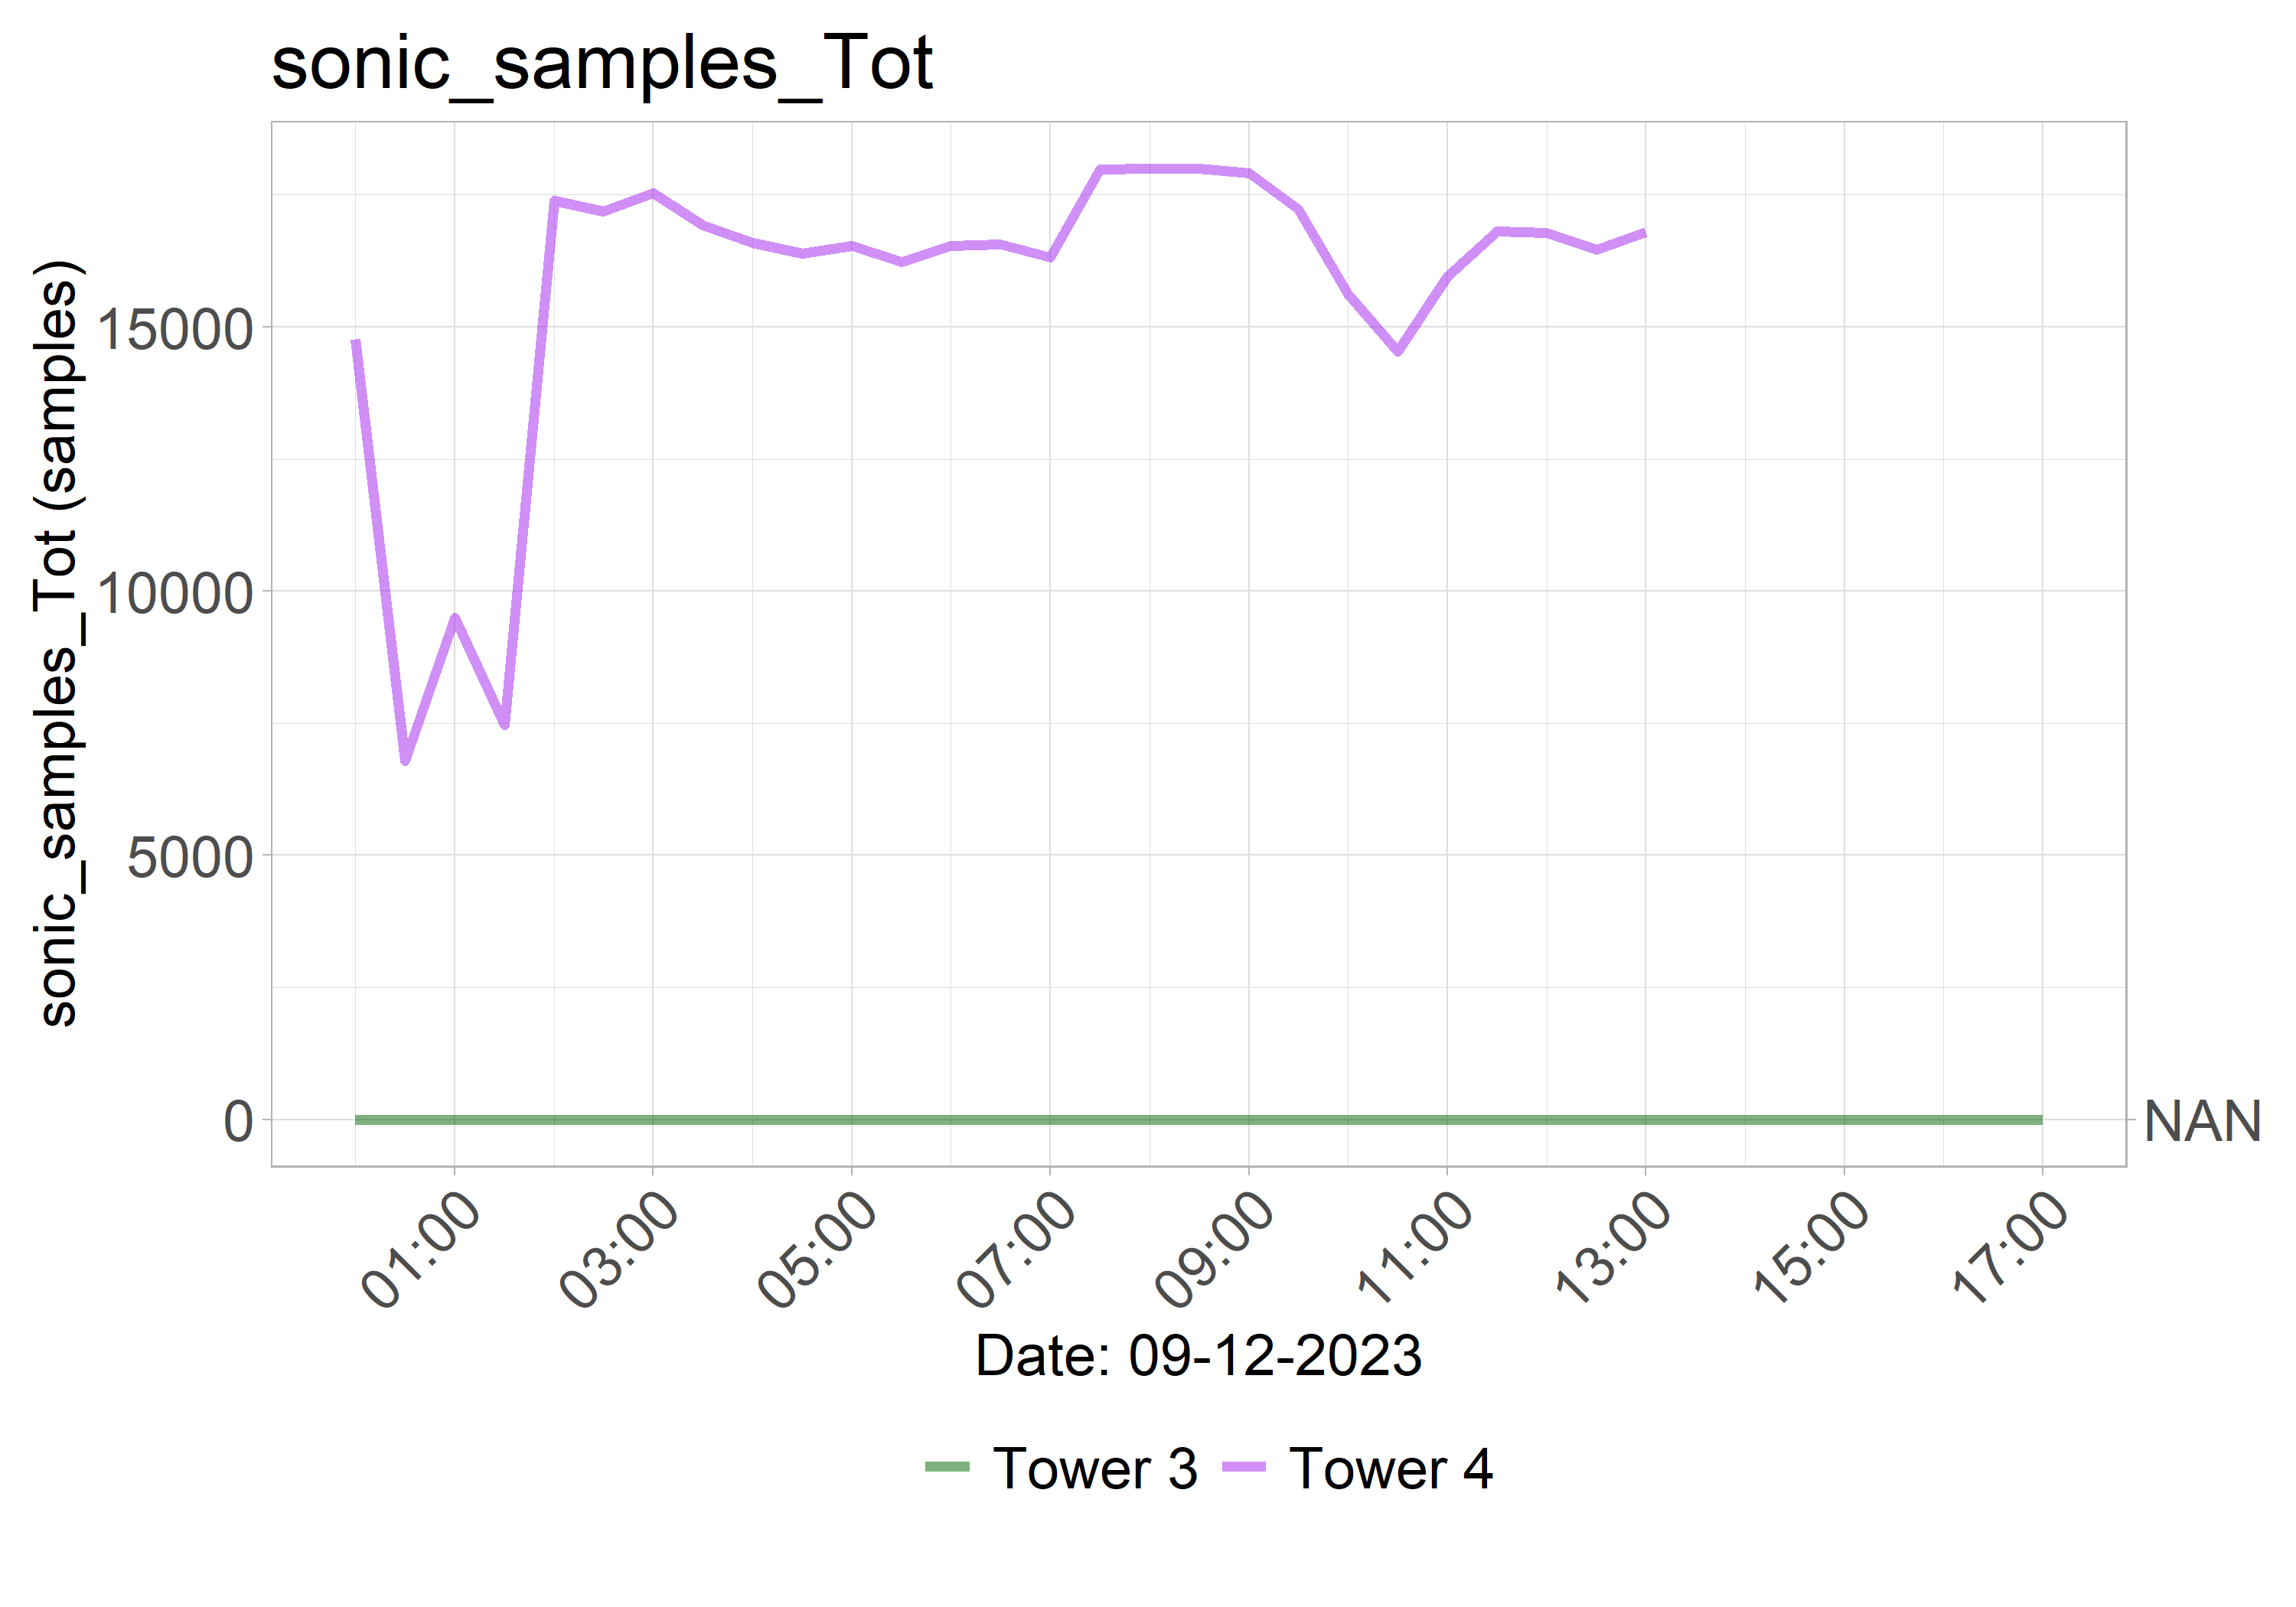 sonic_samples_Tot
sonic_samples_Tot (samples)
15000
10000
5000
0
NAN
01:00
03:00
05:00
07:00
09:00
11:00
13:00
15:00
17:00
Date: 09-12-2023
Tower 3
Tower 4